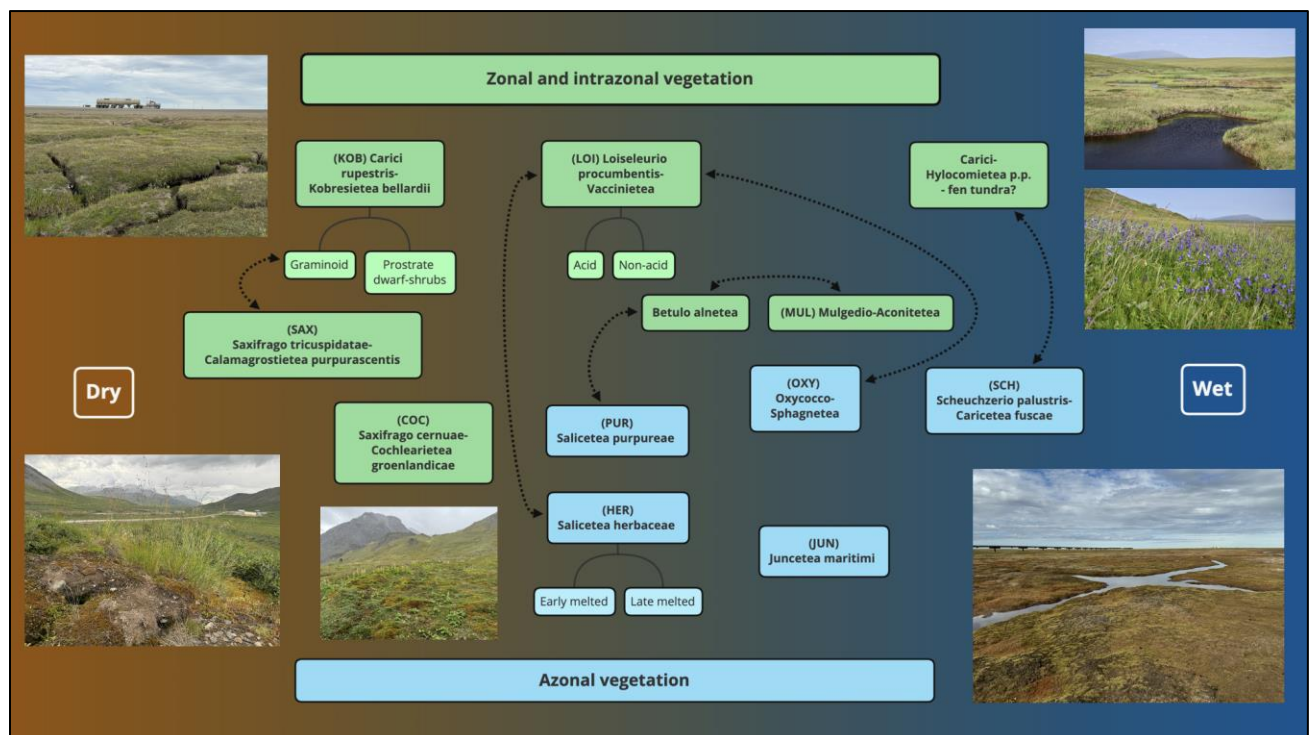 Zonal and intrazonal vegetation
(KOB) Carici
rupestris-
Kobresietea bellardii
(LOI) Loiseleurio
procumbentis-
Vaccinietea
Carici-
Hylocomietea p.p.
- fen tundra?
Graminoid
Prostrate
dwarf-shrubs
Acid
Non-acid
Betulo alnetea
(MUL) Mulgedio-Aconitetea
(SAX)
Saxifrago tricuspidatae-
Calamagrostietea purpurascentis
Dry
(OXY)
Oxycocco-
Sphagnetea
(SCH)
Scheuchzerio palustris-
Caricetea fuscae
Wet
(COC)
Saxifrago cernuae-
Cochlearietea
groenlandicae
(PUR)
Salicetea purpureae
(HER)
Salicetea herbaceae
(JUN)
Juncetea maritimi
Early melted
Late melted
Azonal vegetation